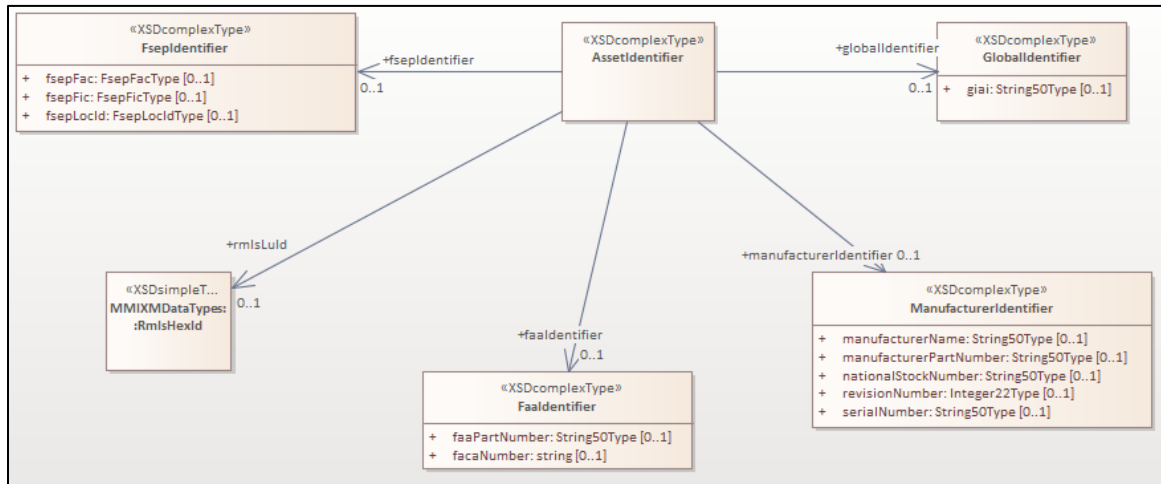 «XSDcomplexType»
FsepIdentifier
+ fsepFac: FsepFacType [0..1]
+ fsepFic: FsepFicType [0..1]
+ fsepLocId: FsepLocIdType [0..1]
+fsepIdentifier
0..1
«XSDcomplexType»
AssetIdentifier
+globalIdentifier
0..1
«XSDcomplexType»
GlobalIdentifier
+ giai: String50Type [0..1]
+rmlsLuId
0..1
«XSDsimpleT...
MMIXMDataTypes:
:RmlsHexId
+faaIdentifier
0..1
«XSDcomplexType»
FaaIdentifier
+ faaPartNumber: String50Type [0..1]
+ facaNumber: string [0..1]
+manufacturerIdentifier 0..1
«XSDcomplexType»
ManufacturerIdentifier
+ manufacturerName: String50Type [0..1]
+ manufacturerPartNumber: String50Type [0..1]
+ nationalStockNumber: String50Type [0..1]
+ revisionNumber: Integer22Type [0..1]
+ serialNumber: String50Type [0..1]